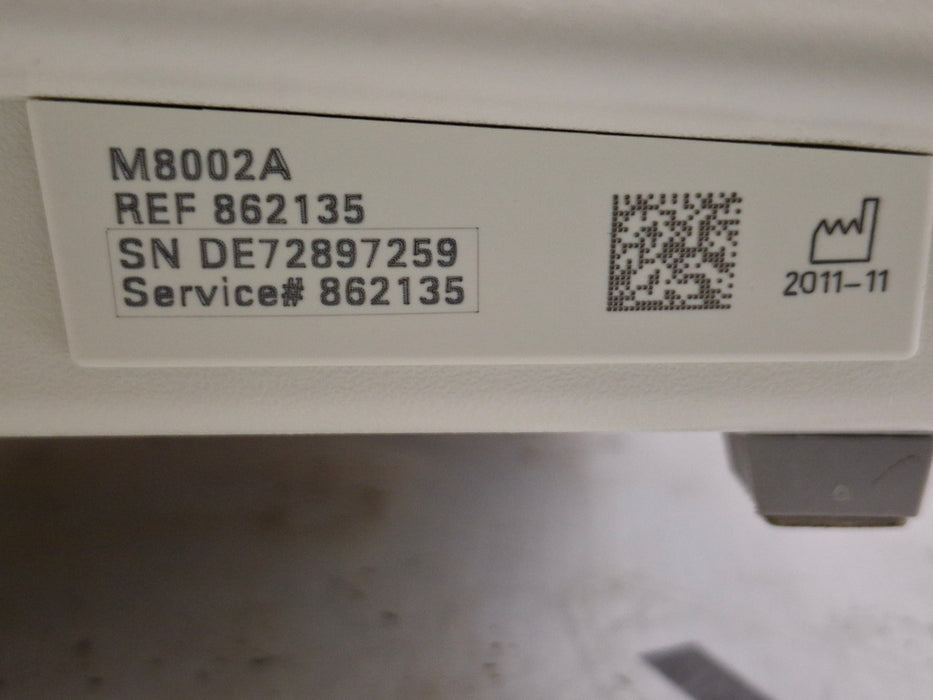 M8002A
REF 862135
SN DE72897259
Service# 862135
2011-11